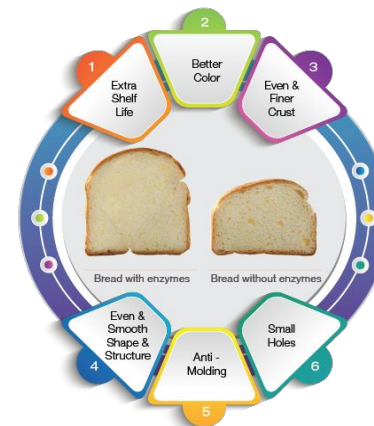 1
Extra
Shelf
Life
2
Better
Color
3
Even &
Finer
Crust
Bread with enzymes
Bread without enzymes
Even &
Smooth
Shape &
Structure
4
Anti -
Molding
5
Small
Holes
6